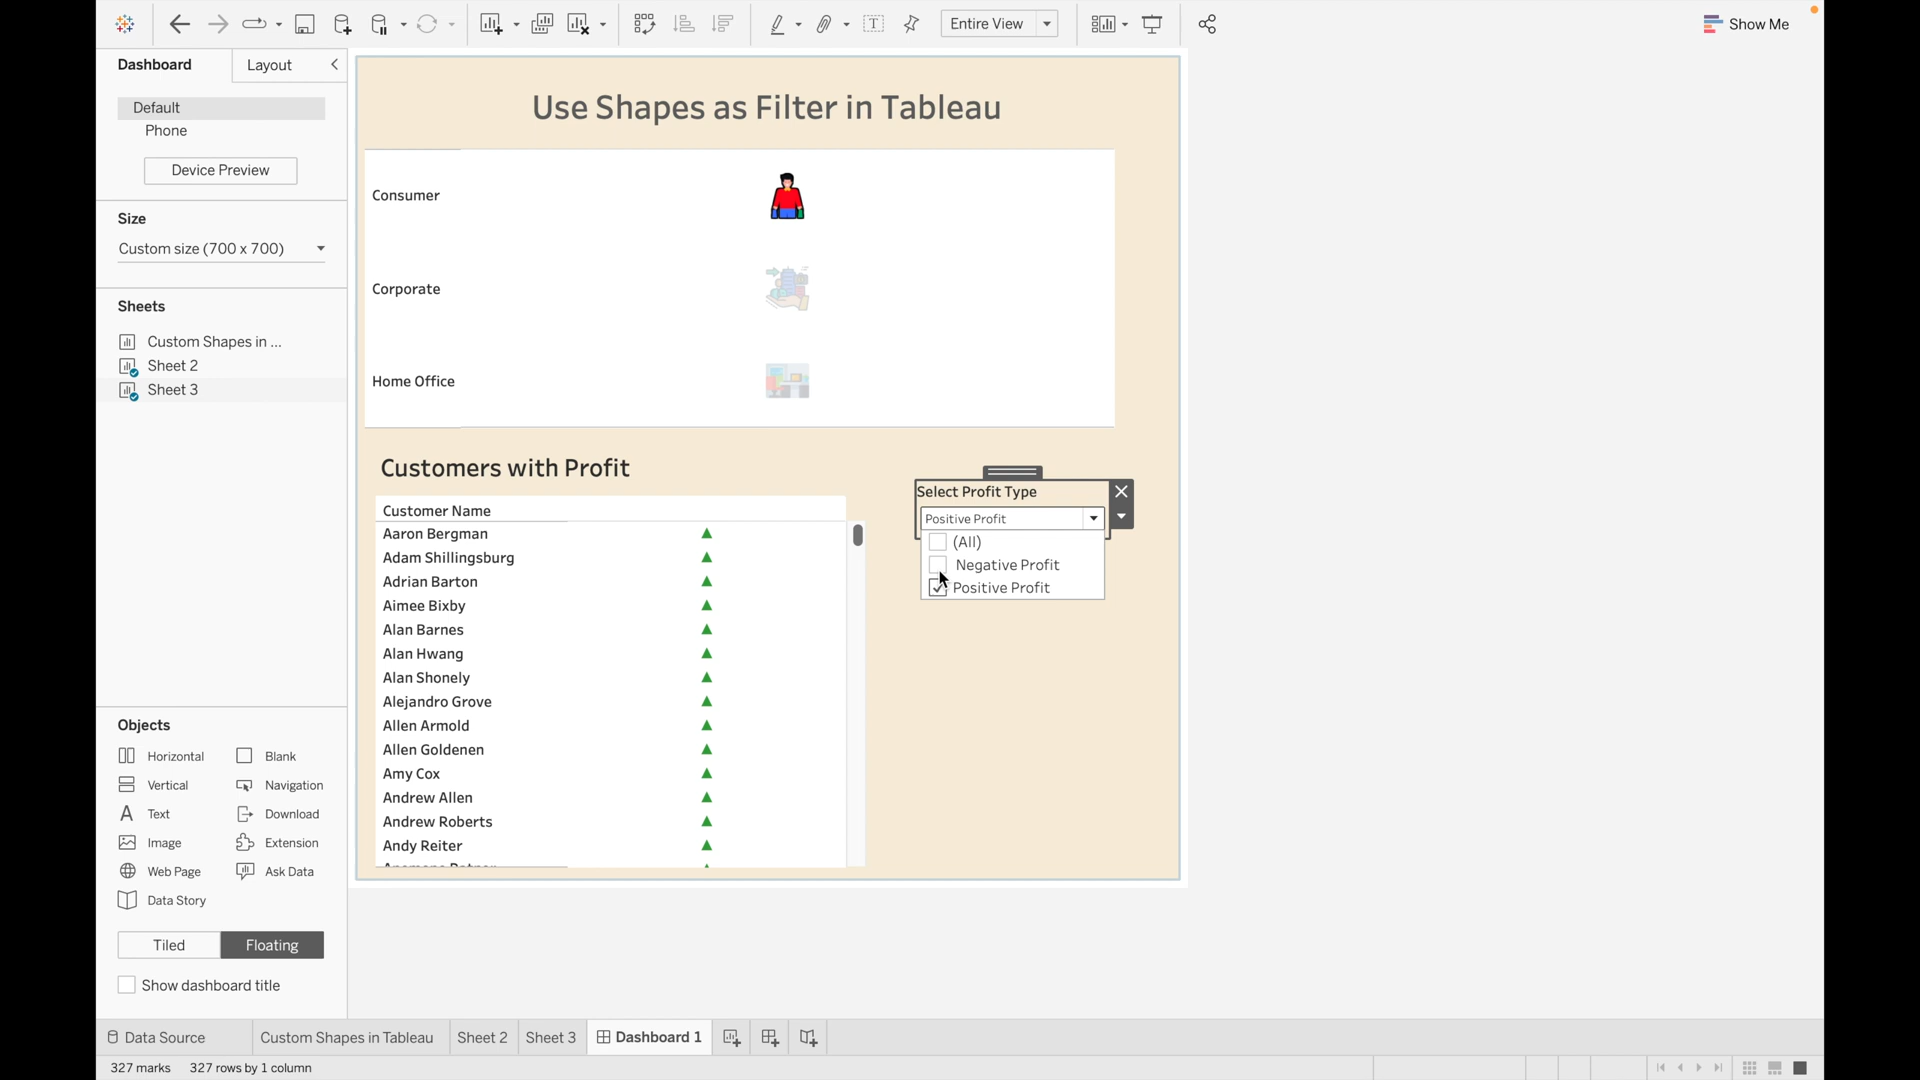 Entire View
Show Me
Dashboard
Layout
Default
Phone
Device Preview
Size
Custom size (700 x 700)
Sheets
Custom Shapes in ...
Sheet 2
Sheet 3
Objects
Horizontal
Blank
Vertical
Navigation
Text
Download
Image
Extension
Web Page
Ask Data
Data Story
Tiled
Floating
Show dashboard title
Use Shapes as Filter in Tableau
Consumer
Corporate
Home Office
Customers with Profit
Customer Name
Aaron Bergman
Adam Shillingsburg
Adrian Barton
Aimee Bixby
Alan Barnes
Alan Hwang
Alan Shonely
Alejandro Grove
Allen Armold
Allen Goldenen
Amy Cox
Andrew Allen
Andrew Roberts
Andy Reiter
Select Profit Type
Positive Profit
(All)
Negative Profit
Positive Profit
Data Source
Custom Shapes in Tableau
Sheet 2
Sheet 3
Dashboard 1
327 marks
327 rows by 1 column